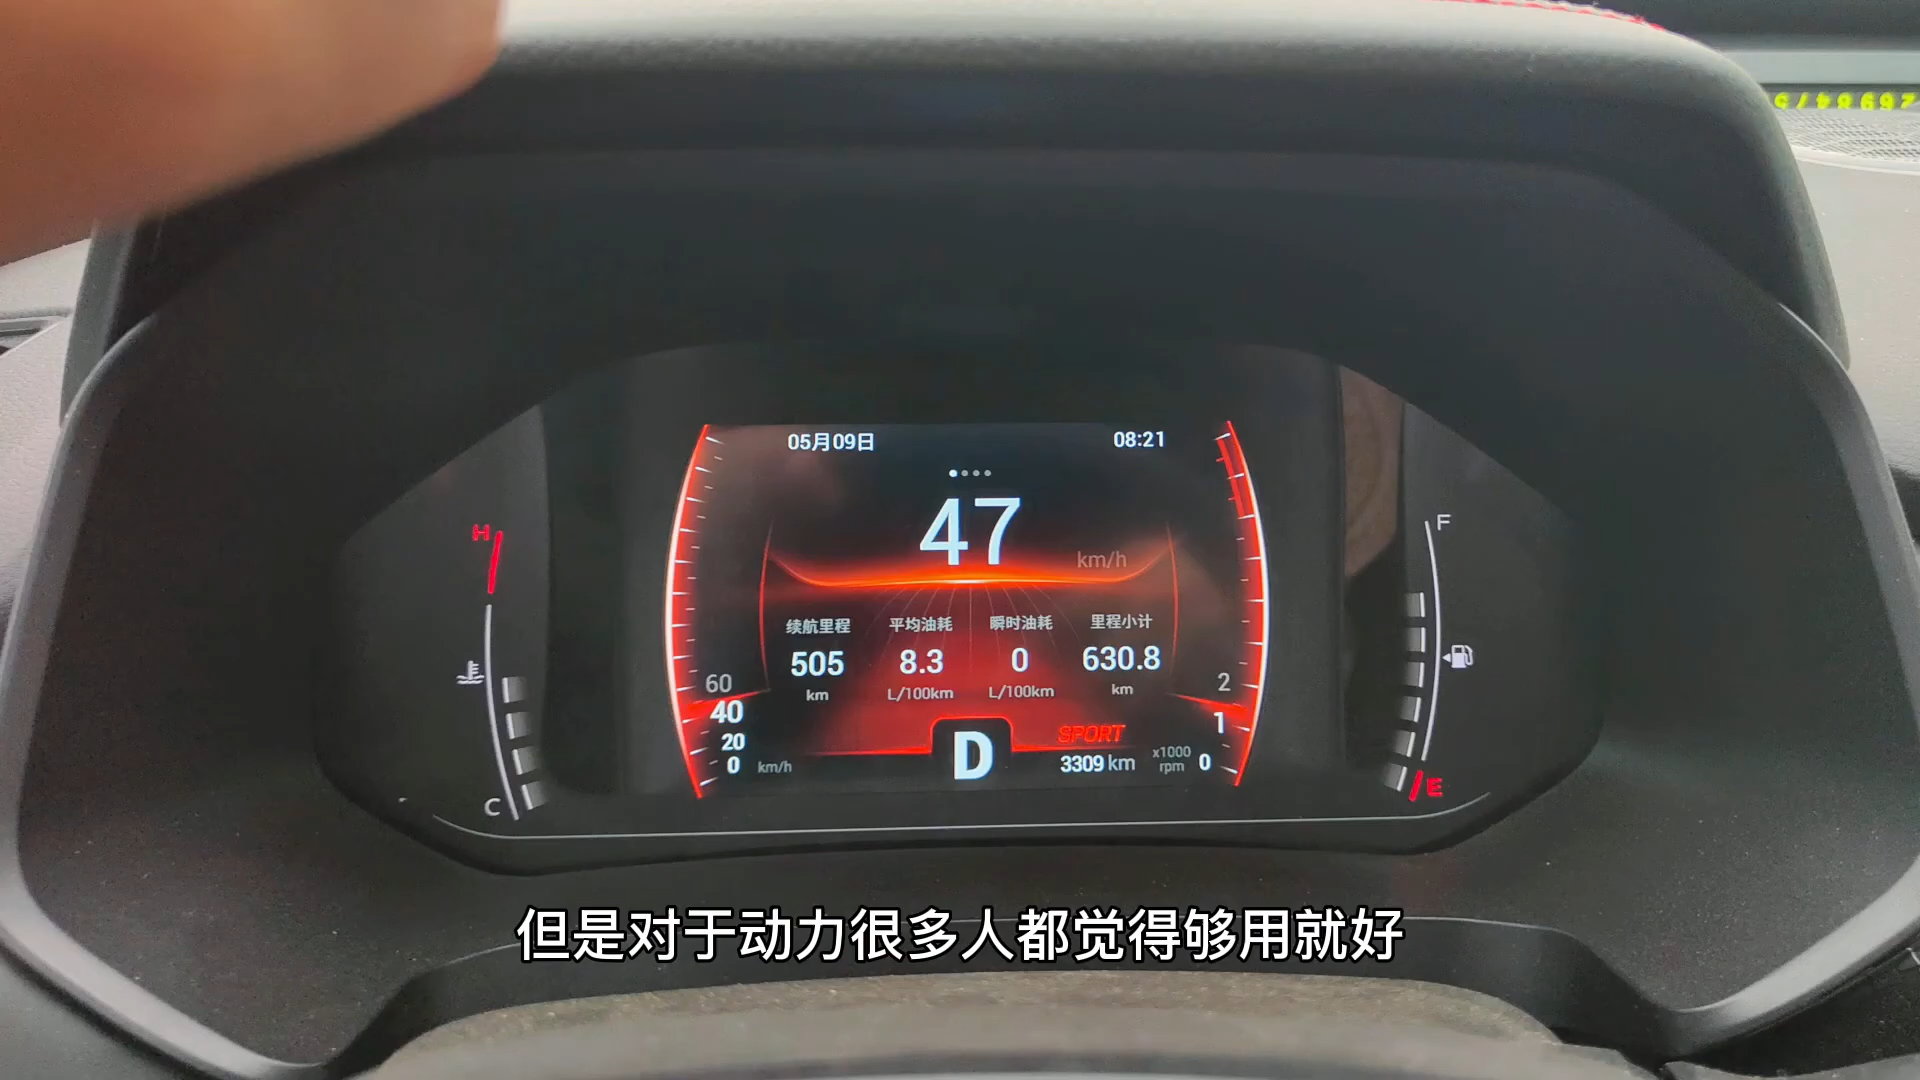 05月09日 08:21
47
km/h
续航里程 平均油耗 瞬时油耗 里程小计
505 8.3 0 630.8
km L/100km L/100km km
H
C
60
40
20
0 km/h
D
SPORT
3309 km
2
1
0
x1000
rpm
F
E
但是对于动力很多人都觉得够用就好